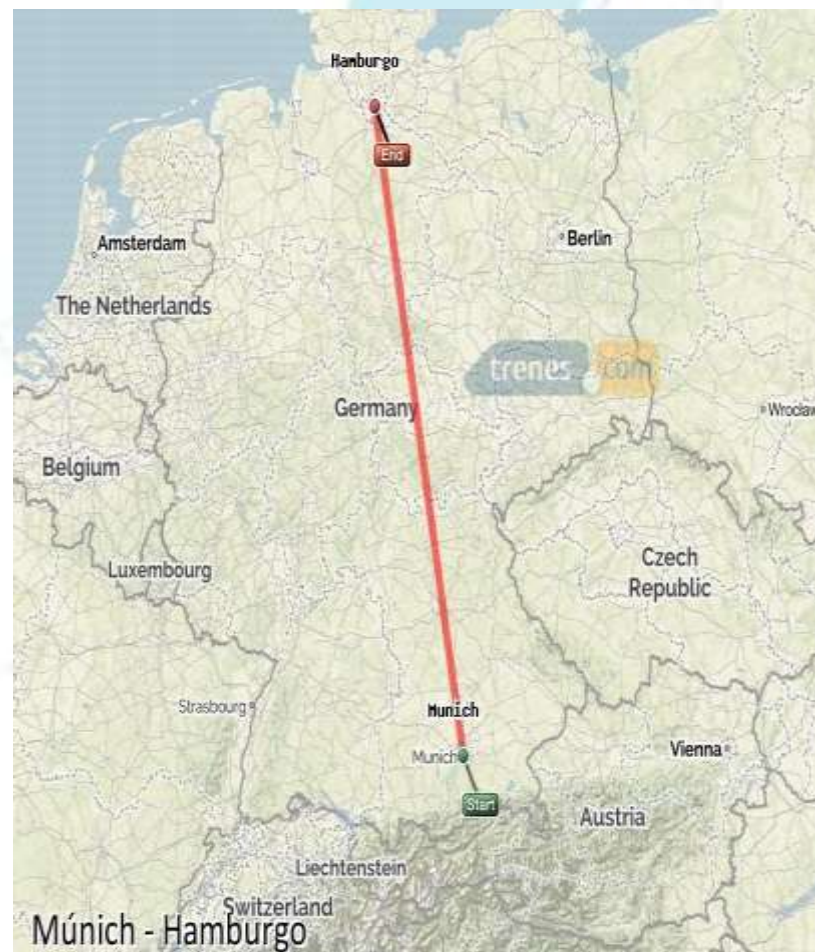 Hamburgo
End
Amsterdam
Berlin
The Netherlands
trenes.com
Germany
Wrocław
Belgium
Czech
Republic
Luxembourg
Strasbourg
Munich
Munich
Vienna
Start
Austria
Liechtenstein
Switzerland
Múnich - Hamburgo